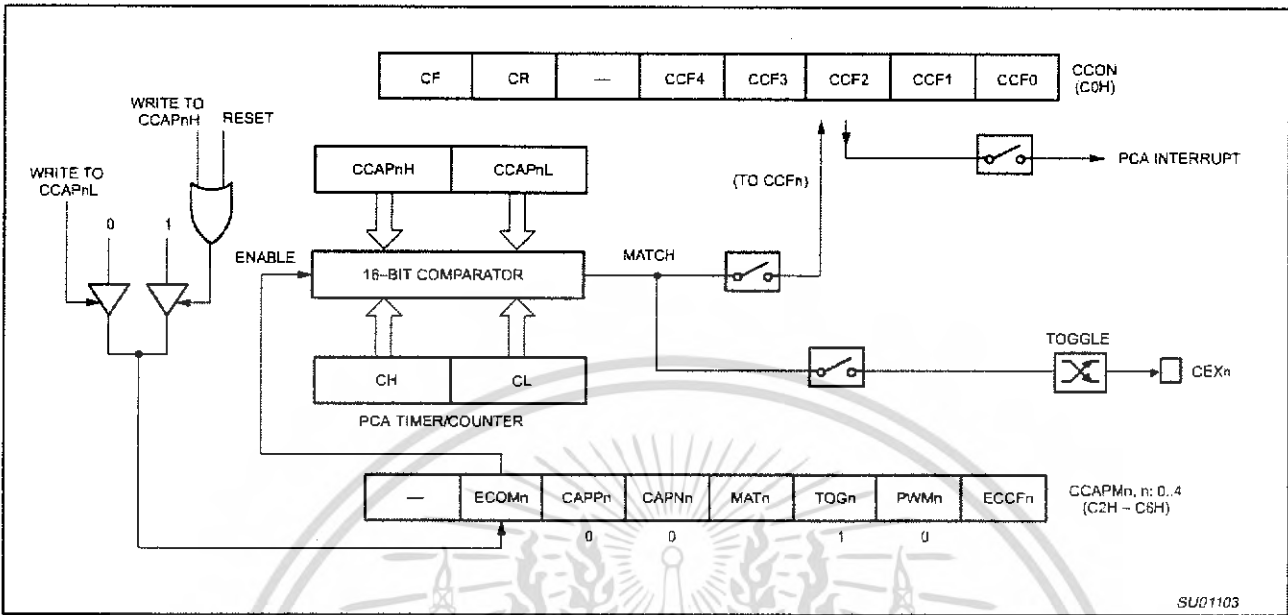 CF CR — CCF4 CCF3 CCF2 CCF1 CCF0
CCON
(C0H)
WRITE TO
CCAPnH
RESET
WRITE TO
CCAPnL
0 1
CCAPnH CCAPnL
(TO CCFn)
PCA INTERRUPT
ENABLE
16–BIT COMPARATOR
MATCH
TOGGLE
CH CL
CEXn
PCA TIMER/COUNTER
— ECOMn CAPPn CAPNn MATn TOGn PWMn ECCFn
CCAPMn, n: 0..4
(C2H – C6H)
0 0 1 0
SU01103